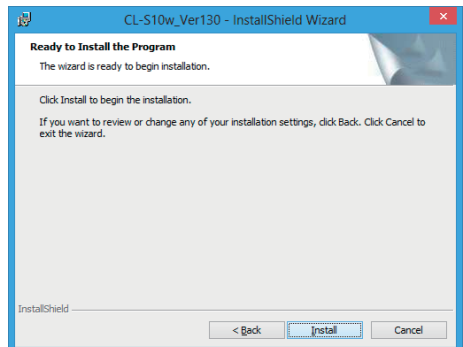 CL-S10w_Ver130 - InstallShield Wizard
Ready to Install the Program
The wizard is ready to begin installation.
Click Install to begin the installation.
If you want to review or change any of your installation settings, click Back. Click Cancel to
exit the wizard.
InstallShield
< Back
Install
Cancel